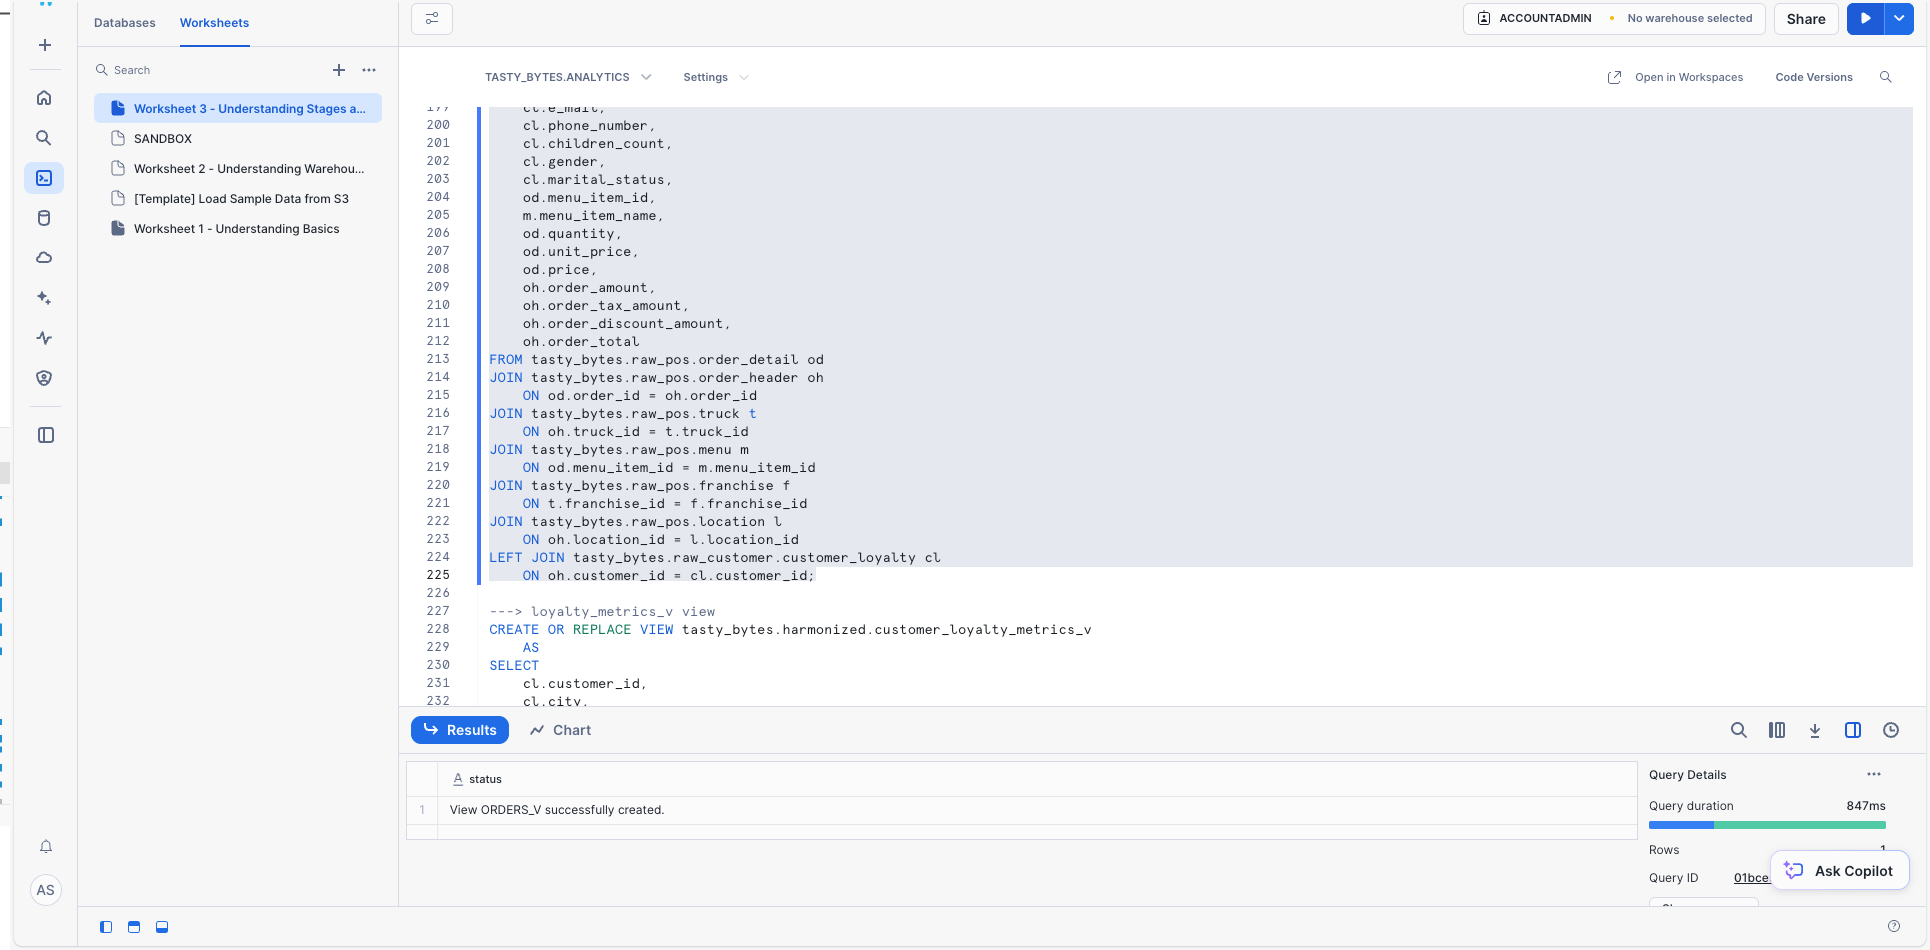 Databases
Worksheets
ACCOUNTADMIN
No warehouse selected
Share
Search
Worksheet 3 - Understanding Stages a...
SANDBOX
Worksheet 2 - Understanding Warehou...
[Template] Load Sample Data from S3
Worksheet 1 - Understanding Basics
TASTY_BYTES.ANALYTICS
Settings
Open in Workspaces
Code Versions
199 cl.e_mail,
200 cl.phone_number,
201 cl.children_count,
202 cl.gender,
203 cl.marital_status,
204 od.menu_item_id,
205 m.menu_item_name,
206 od.quantity,
207 od.unit_price,
208 od.price,
209 oh.order_amount,
210 oh.order_tax_amount,
211 oh.order_discount_amount,
212 oh.order_total
213 FROM tasty_bytes.raw_pos.order_detail od
214 JOIN tasty_bytes.raw_pos.order_header oh
215 ON od.order_id = oh.order_id
216 JOIN tasty_bytes.raw_pos.truck t
217 ON oh.truck_id = t.truck_id
218 JOIN tasty_bytes.raw_pos.menu m
219 ON od.menu_item_id = m.menu_item_id
220 JOIN tasty_bytes.raw_pos.franchise f
221 ON t.franchise_id = f.franchise_id
222 JOIN tasty_bytes.raw_pos.location l
223 ON oh.location_id = l.location_id
224 LEFT JOIN tasty_bytes.raw_customer.customer_loyalty cl
225 ON oh.customer_id = cl.customer_id;
226
227 ---> loyalty_metrics_v view
228 CREATE OR REPLACE VIEW tasty_bytes.harmonized.customer_loyalty_metrics_v
229 AS
230 SELECT
231 cl.customer_id,
232 cl.city,
Results
Chart
A status
1 View ORDERS_V successfully created.
Query Details
Query duration 847ms
Rows 1
Query ID 01bce
Ask Copilot
AS